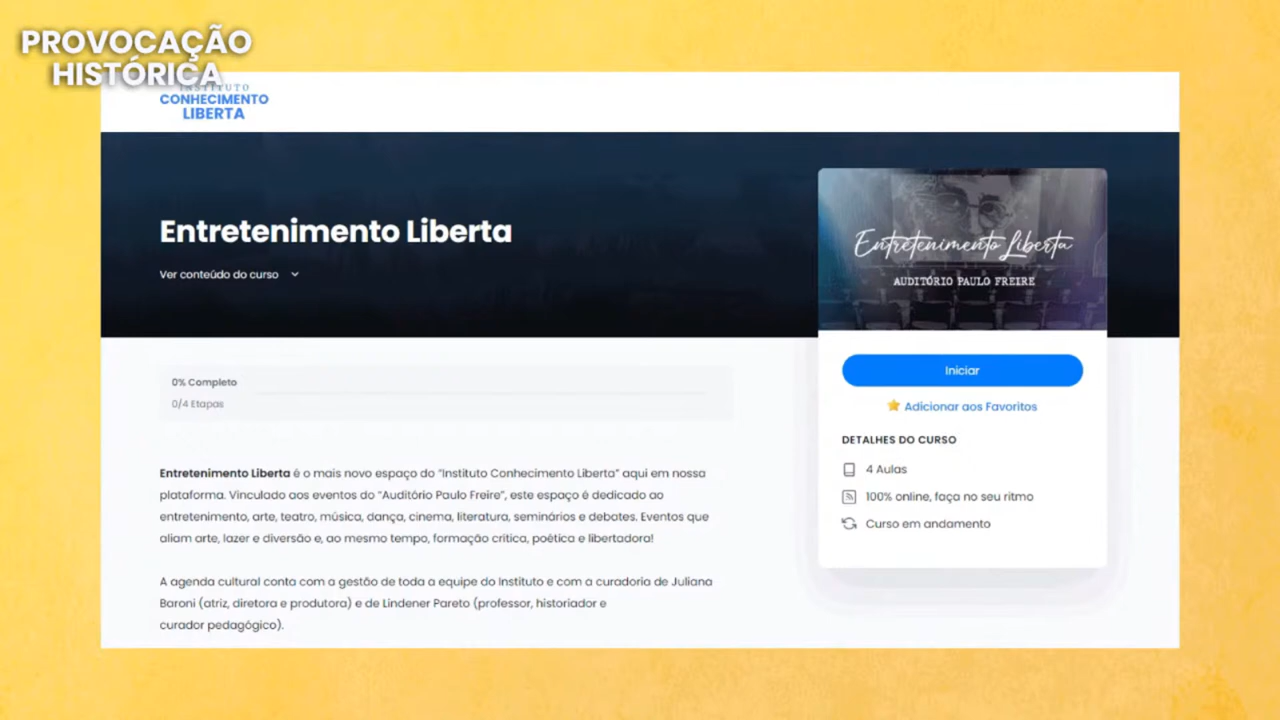 PROVOCAÇÃO
HISTÓRICA
INSTITUTO
CONHECIMENTO
LIBERTA
Entretenimento Liberta
Ver conteúdo do curso
Entretenimento Liberta
AUDITÓRIO PAULO FREIRE
Iniciar
Adicionar aos Favoritos
DETALHES DO CURSO
4 Aulas
100% online, faça no seu ritmo
Curso em andamento
0% Completo
0/4 Etapas
Entretenimento Liberta é o mais novo espaço do “Instituto Conhecimento Liberta” aqui em nossa
plataforma. Vinculado aos eventos do “Auditório Paulo Freire”, este espaço é dedicado ao
entretenimento, arte, teatro, música, dança, cinema, literatura, seminários e debates. Eventos que
aliam arte, lazer e diversão e, ao mesmo tempo, formação crítica, poética e libertadora!
A agenda cultural conta com a gestão de toda a equipe do Instituto e com a curadoria de Juliana
Baroni (atriz, diretora e produtora) e de Lindener Pareto (professor, historiador e
curador pedagógico).